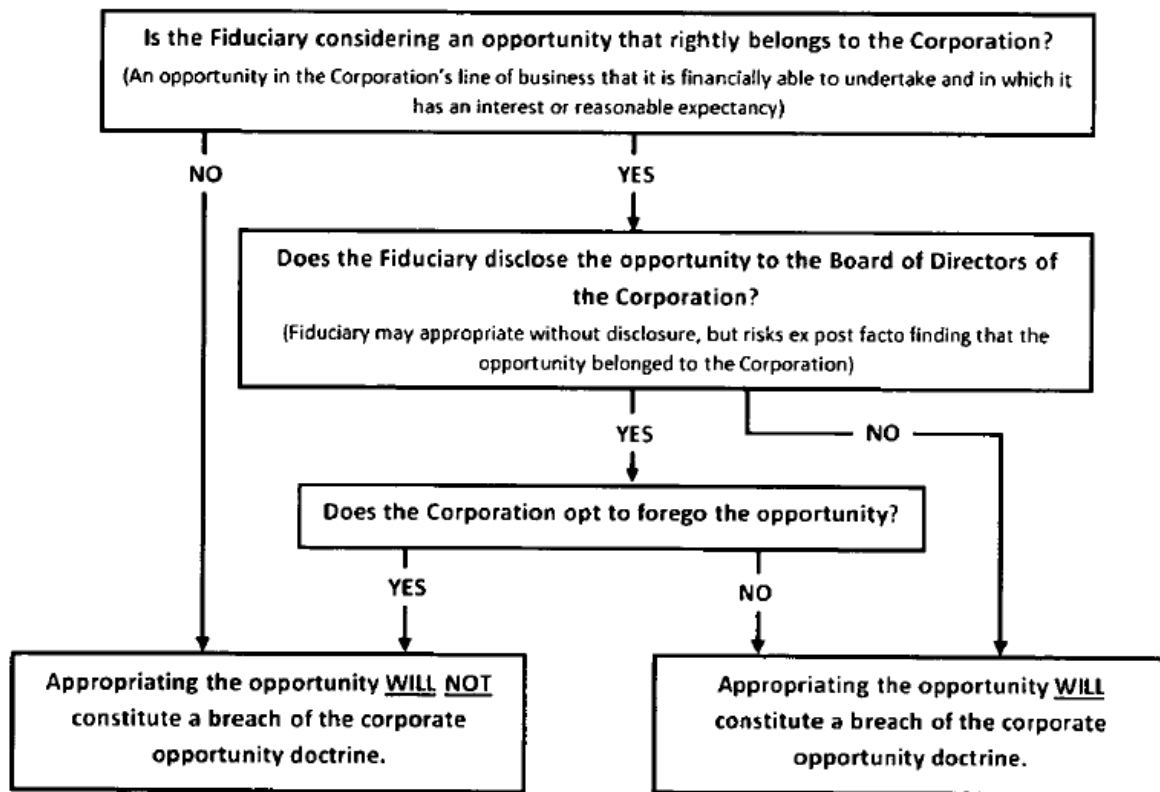 Is the Fiduciary considering an opportunity that rightly belongs to the Corporation?
(An opportunity in the Corporation's line of business that it is financially able to undertake and in which it
has an interest or reasonable expectancy)
NO
YES
Does the Fiduciary disclose the opportunity to the Board of Directors of
the Corporation?
(Fiduciary may appropriate without disclosure, but risks ex post facto finding that the
opportunity belonged to the Corporation)
YES
NO
Does the Corporation opt to forego the opportunity?
YES
NO
Appropriating the opportunity WILL NOT
constitute a breach of the corporate
opportunity doctrine.
Appropriating the opportunity WILL
constitute a breach of the corporate
opportunity doctrine.